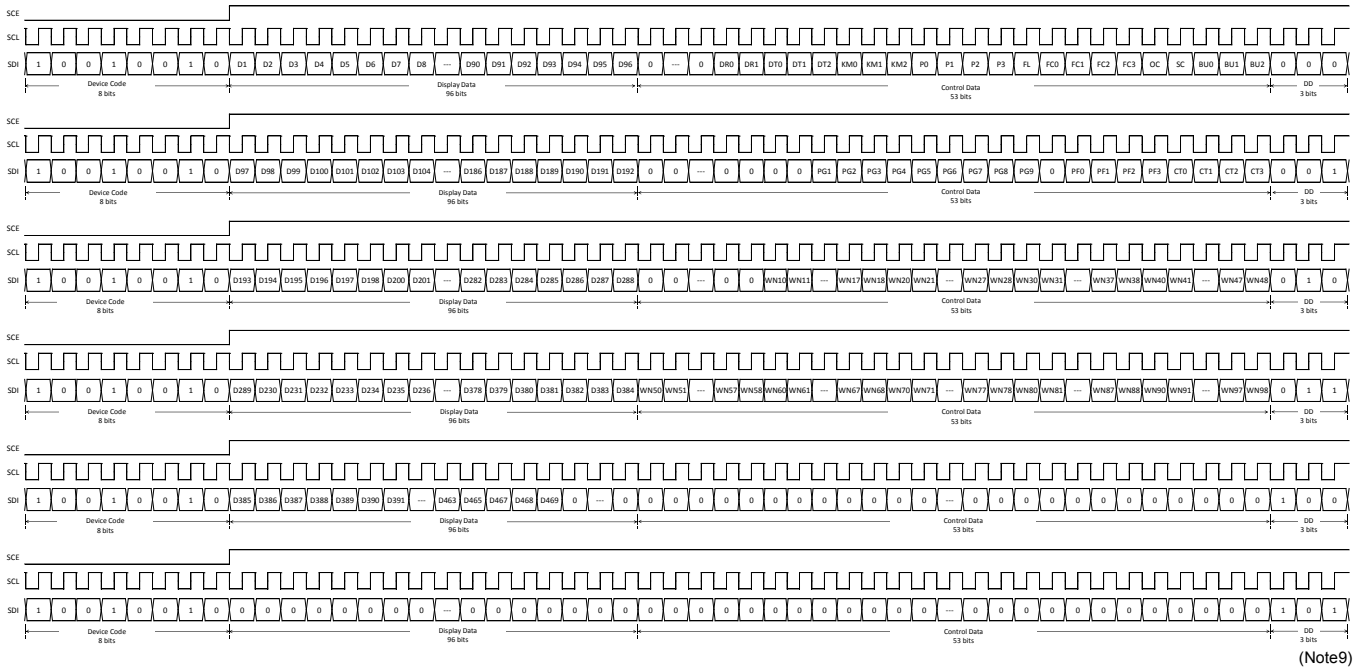 SCE
SCL
SDI 1 0 0 1 0 0 1 0 D1 D2 D3 D4 D5 D6 D7 D8 --- D90 D91 D92 D93 D94 D95 D96 0 --- 0 DR0 DR1 DT0 DT1 DT2 KM0 KM1 KM2 P0 P1 P2 P3 FL FC0 FC1 FC2 FC3 OC SC BU0 BU1 BU2 0 0 0
Device Code Display Data Control Data DD
8 bits 96 bits 53 bits 3 bits
SCE
SCL
SDI 1 0 0 1 0 0 1 0 D97 D98 D99 D100 D101 D102 D103 D104 --- D186 D187 D188 D189 D190 D191 D192 0 0 --- 0 0 0 0 PG1 PG2 PG3 PG4 PG5 PG6 PG7 PG8 PG9 0 PF0 PF1 PF2 PF3 CT0 CT1 CT2 CT3 0 0 1
Device Code Display Data Control Data DD
8 bits 96 bits 53 bits 3 bits
SCE
SCL
SDI 1 0 0 1 0 0 1 0 D193 D194 D195 D196 D197 D198 D200 D201 --- D282 D283 D284 D285 D286 D287 D288 0 0 --- 0 0 WN10 WN11 --- WN17 WN18 WN20 WN21 --- WN27 WN28 WN30 WN31 --- WN37 WN38 WN40 WN41 --- WN47 WN48 0 1 0
Device Code Display Data Control Data DD
8 bits 96 bits 53 bits 3 bits
SCE
SCL
SDI 1 0 0 1 0 0 1 0 D289 D230 D231 D232 D233 D234 D235 D236 --- D378 D379 D380 D381 D382 D383 D384 WN50 WN51 --- WN57 WN58 WN60 WN61 --- WN67 WN68 WN70 WN71 --- WN77 WN78 WN80 WN81 --- WN87 WN88 WN90 WN91 --- WN97 WN98 0 1 1
Device Code Display Data Control Data DD
8 bits 96 bits 53 bits 3 bits
SCE
SCL
SDI 1 0 0 1 0 0 1 0 D385 D386 D387 D388 D389 D390 D391 --- D463 D465 D467 D468 D469 0 --- 0 0 0 0 0 0 0 0 0 0 0 0 0 --- 0 0 0 0 0 0 0 0 0 0 0 0 1 0 0
Device Code Display Data Control Data DD
8 bits 96 bits 53 bits 3 bits
SCE
SCL
SDI 1 0 0 1 0 0 1 0 0 0 0 0 0 0 0 0 --- 0 0 0 0 0 0 0 0 0 0 0 0 0 0 0 0 0 0 0 --- 0 0 0 0 0 0 0 0 0 0 0 0 1 0 1
Device Code Display Data Control Data DD
8 bits 96 bits 53 bits 3 bits
(Note9)